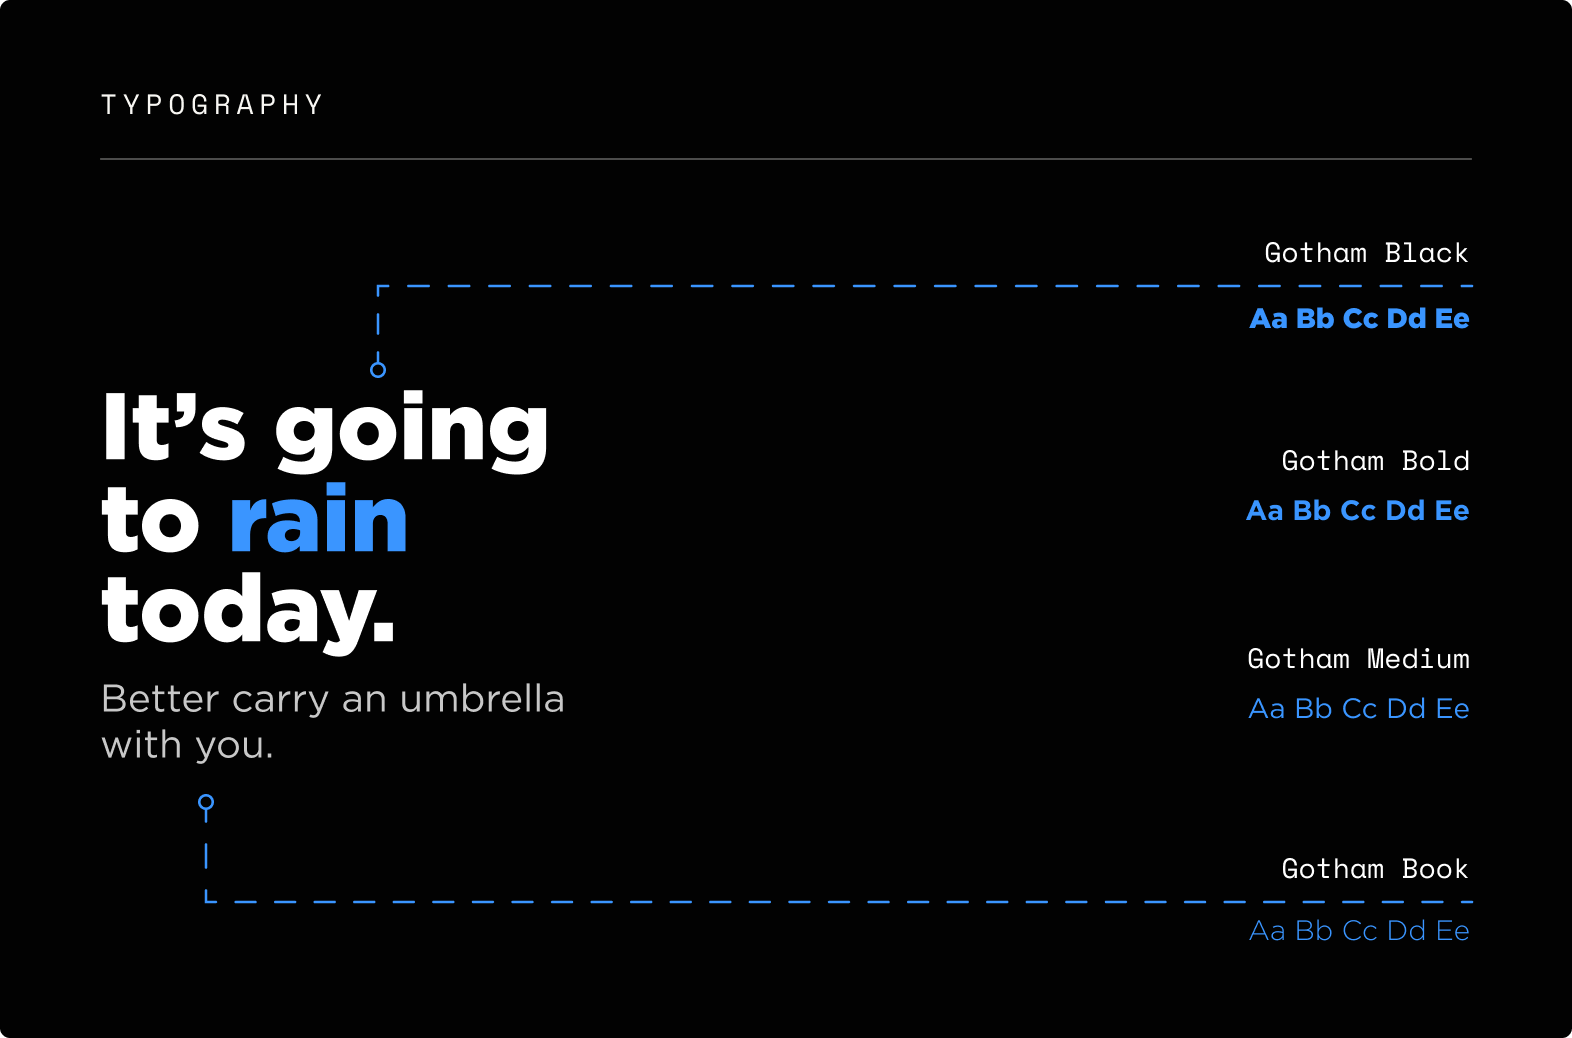 TYPOGRAPHY
Gotham Black
Aa Bb Cc Dd Ee
It’s going
to rain
today.
Better carry an umbrella
with you.
Gotham Bold
Aa Bb Cc Dd Ee
Gotham Medium
Aa Bb Cc Dd Ee
Gotham Book
Aa Bb Cc Dd Ee